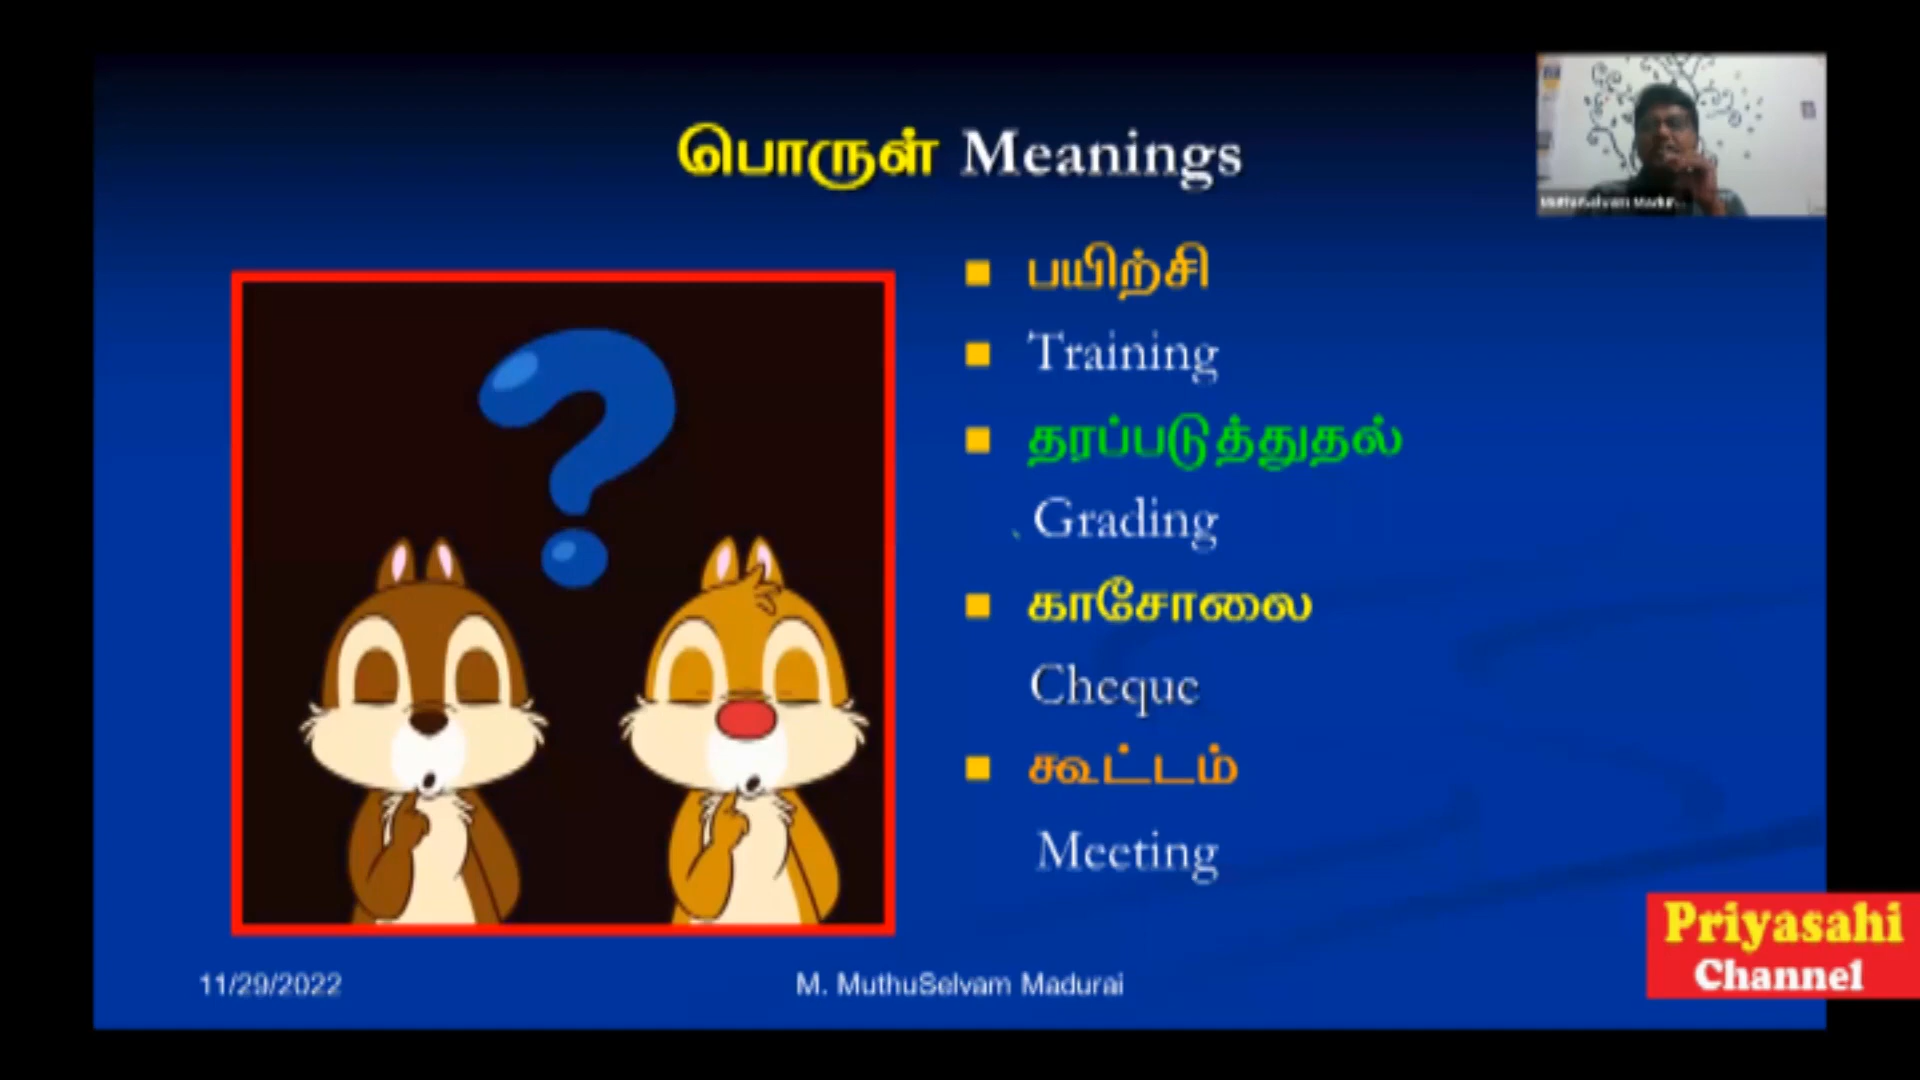 பொருள் Meanings
பயிற்சி
Training
தரப்படுத்துதல்
Grading
காசோலை
Cheque
கூட்டம்
Meeting
11/29/2022
M. MuthuSelvam Madurai
Priyasahi
Channel